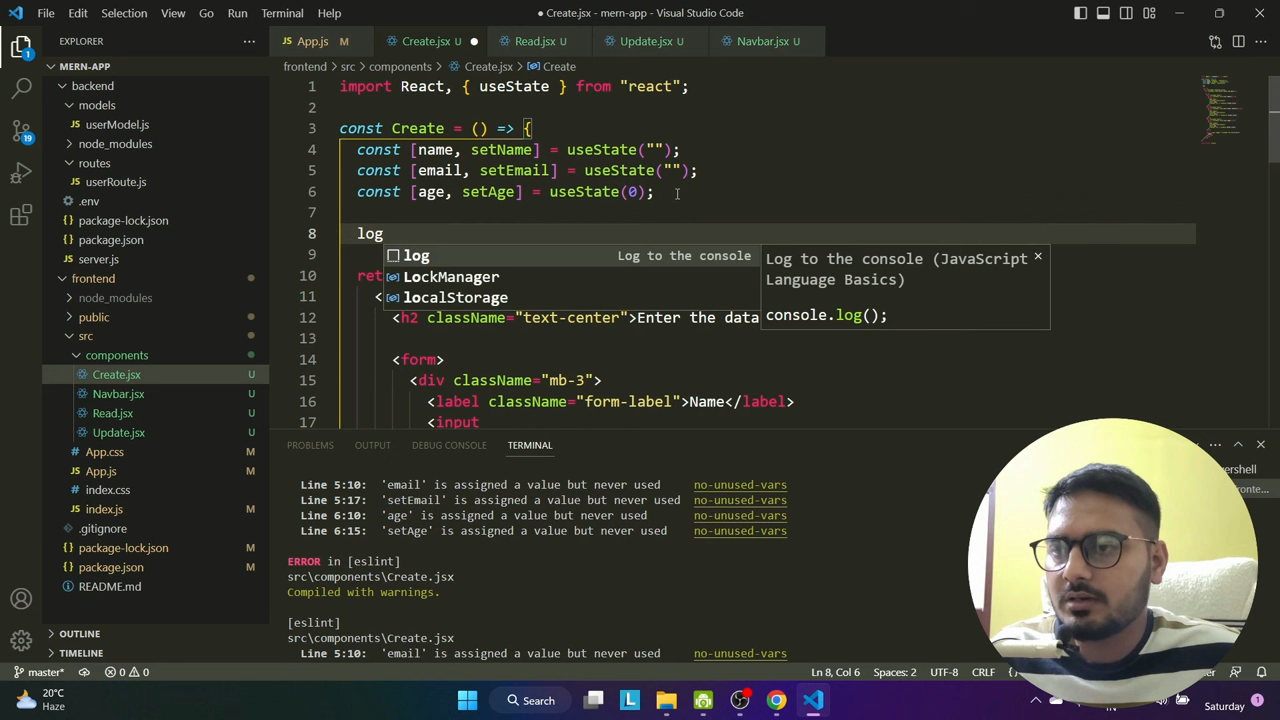 File Edit Selection View Go Run Terminal Help
● Create.jsx - mern-app - Visual Studio Code
EXPLORER
MERN-APP
backend
models
userModel.js
node_modules
routes
userRoute.js
.env
package-lock.json
package.json
server.js
frontend
node_modules
public
src
components
Create.jsx U
Navbar.jsx U
Read.jsx U
Update.jsx U
App.css U
App.js M
index.css
index.js M
.gitignore
package-lock.json M
package.json M
README.md
OUTLINE
TIMELINE
JS App.js M
Create.jsx U ●
Read.jsx U
Update.jsx U
Navbar.jsx U
frontend > src > components > Create.jsx > Create
1 import React, { useState } from "react";
2
3 const Create = () => {
4 const [name, setName] = useState("");
5 const [email, setEmail] = useState("");
6 const [age, setAge] = useState(0);
7
8 log
log Log to the console
LockManager
localStorage
Log to the console (JavaScript
Language Basics)
console.log();
9
10 ret
11 <
12 <h2 className="text-center">Enter the data
13
14 <form>
15 <div className="mb-3">
16 <label className="form-label">Name</label>
17 <input
PROBLEMS OUTPUT DEBUG CONSOLE TERMINAL
Line 5:10: 'email' is assigned a value but never used no-unused-vars
Line 5:17: 'setEmail' is assigned a value but never used no-unused-vars
Line 6:10: 'age' is assigned a value but never used no-unused-vars
Line 6:15: 'setAge' is assigned a value but never used no-unused-vars
ERROR in [eslint]
src\components\Create.jsx
Compiled with warnings.
[eslint]
src\components\Create.jsx
Line 5:10: 'email' is assigned a value but never used no-unused-vars
1
19
master* 0 0
Ln 8, Col 6 Spaces: 2 UTF-8 CRLF
20°C
Haze
Search
Saturday 1